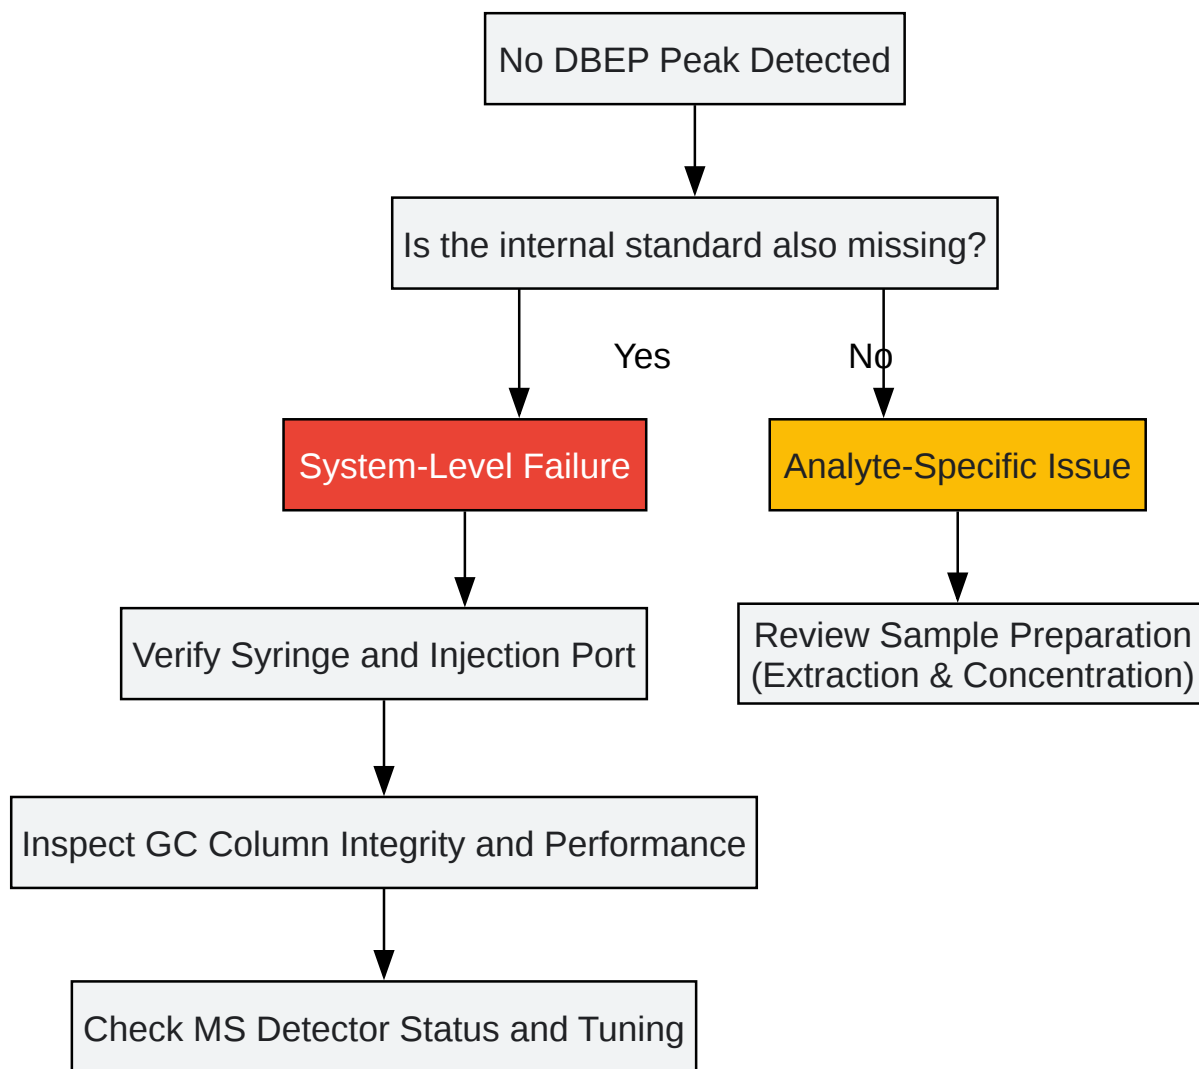 No DBEP Peak Detected
Is the internal standard also missing?
Yes
No
System-Level Failure
Analyte-Specific Issue
Verify Syringe and Injection Port
Review Sample Preparation
(Extraction & Concentration)
Inspect GC Column Integrity and Performance
Check MS Detector Status and Tuning